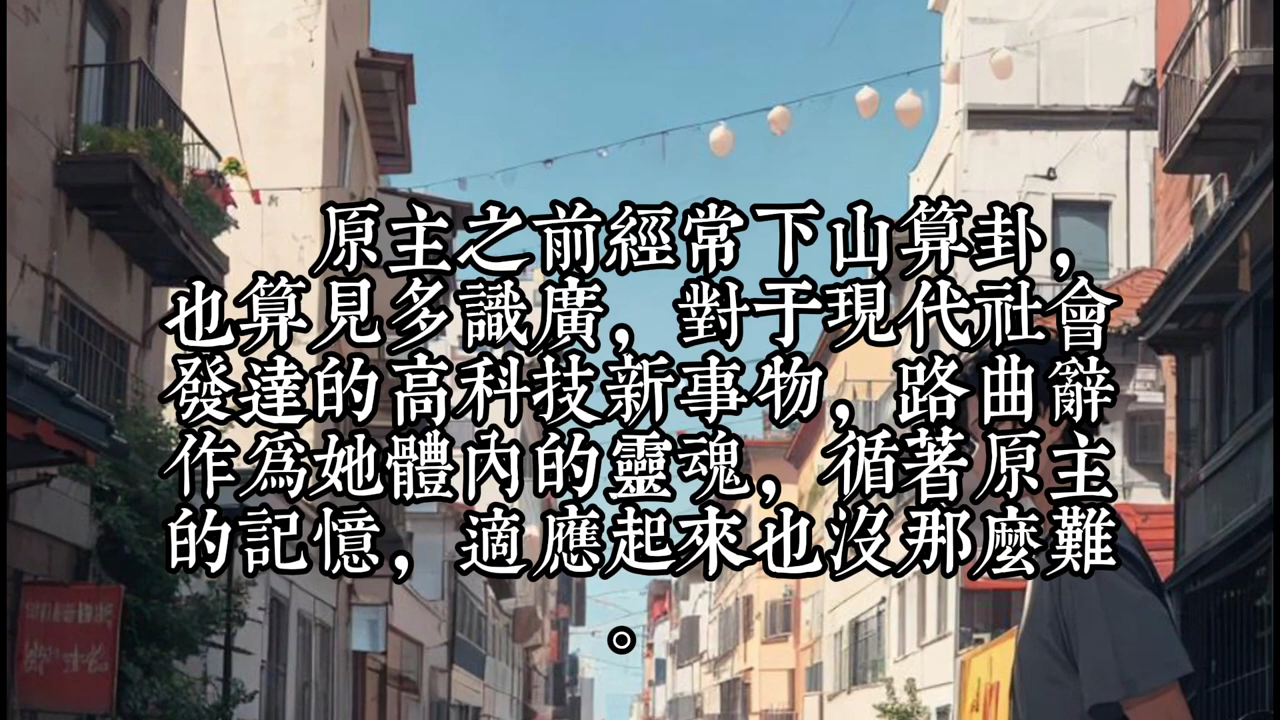 原主之前經常下山算卦，
也算見多識廣，對于現代社會
發達的高科技新事物，路曲辭
作爲她體內的靈魂，循著原主
的記憶，適應起來也沒那麼難
。